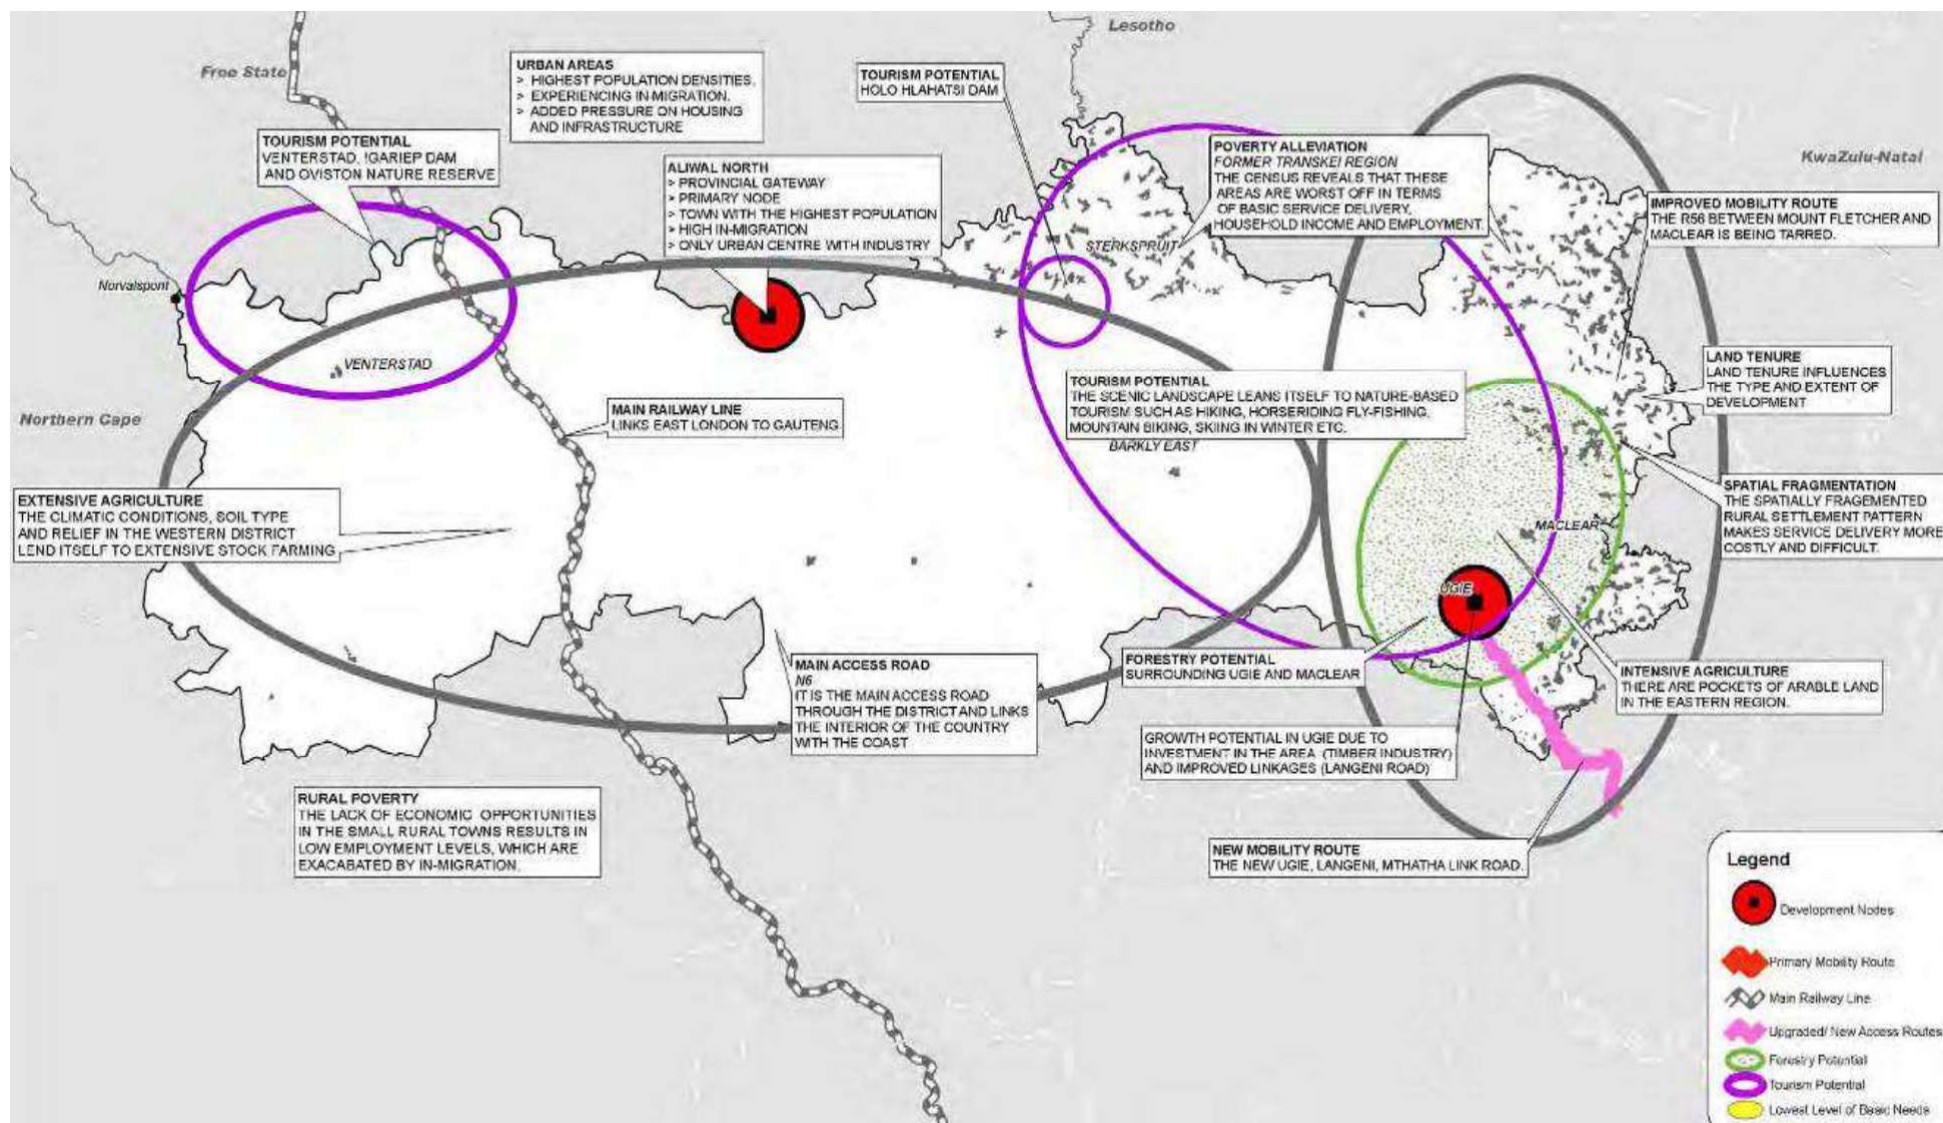 Lesotho
Free State
URBAN AREAS
> HIGHEST POPULATION DENSITIES.
> EXPERIENCING IN-MIGRATION.
> ADDED PRESSURE ON HOUSING
AND INFRASTRUCTURE
TOURISM POTENTIAL
HOLO HLAHATSI DAM
TOURISM POTENTIAL
VENTERSTAD, !GARIEP DAM
AND OVISTON NATURE RESERVE
ALIWAL NORTH
> PROVINCIAL GATEWAY
> PRIMARY NODE
> TOWN WITH THE HIGHEST POPULATION
> HIGH IN-MIGRATION
> ONLY URBAN CENTRE WITH INDUSTRY
POVERTY ALLEVIATION
FORMER TRANSKEI REGION
THE CENSUS REVEALS THAT THESE
AREAS ARE WORST OFF IN TERMS
OF BASIC SERVICE DELIVERY,
HOUSEHOLD INCOME AND EMPLOYMENT.
KwaZulu-Natal
IMPROVED MOBILITY ROUTE
THE R56 BETWEEN MOUNT FLETCHER AND
MACLEAR IS BEING TARRED.
STERKSPRUIT
Norvalspont
VENTERSTAD
Northern Cape
MAIN RAILWAY LINE
LINKS EAST LONDON TO GAUTENG
TOURISM POTENTIAL
THE SCENIC LANDSCAPE LEANS ITSELF TO NATURE-BASED
TOURISM SUCH AS HIKING, HORSERIDING FLY-FISHING,
MOUNTAIN BIKING, SKIING IN WINTER ETC.
BARKLY EAST
LAND TENURE
LAND TENURE INFLUENCES
THE TYPE AND EXTENT OF
DEVELOPMENT
EXTENSIVE AGRICULTURE
THE CLIMATIC CONDITIONS, SOIL TYPE
AND RELIEF IN THE WESTERN DISTRICT
LEND ITSELF TO EXTENSIVE STOCK FARMING
SPATIAL FRAGMENTATION
THE SPATIALLY FRAGEMENTED
RURAL SETTLEMENT PATTERN
MAKES SERVICE DELIVERY MORE
COSTLY AND DIFFICULT.
MACLEAR
UGIE
MAIN ACCESS ROAD
N6
IT IS THE MAIN ACCESS ROAD
THROUGH THE DISTRICT AND LINKS
THE INTERIOR OF THE COUNTRY
WITH THE COAST
FORESTRY POTENTIAL
SURROUNDING UGIE AND MACLEAR
INTENSIVE AGRICULTURE
THERE ARE POCKETS OF ARABLE LAND
IN THE EASTERN REGION.
GROWTH POTENTIAL IN UGIE DUE TO
INVESTMENT IN THE AREA (TIMBER INDUSTRY)
AND IMPROVED LINKAGES (LANGENI ROAD)
RURAL POVERTY
THE LACK OF ECONOMIC OPPORTUNITIES
IN THE SMALL RURAL TOWNS RESULTS IN
LOW EMPLOYMENT LEVELS, WHICH ARE
EXACABATED BY IN-MIGRATION.
NEW MOBILITY ROUTE
THE NEW UGIE, LANGENI, MTHATHA LINK ROAD.
Legend
Development Nodes
Primary Mobility Route
Main Railway Line
Upgraded/ New Access Routes
Forestry Potential
Tourism Potential
Lowest Level of Basic Needs